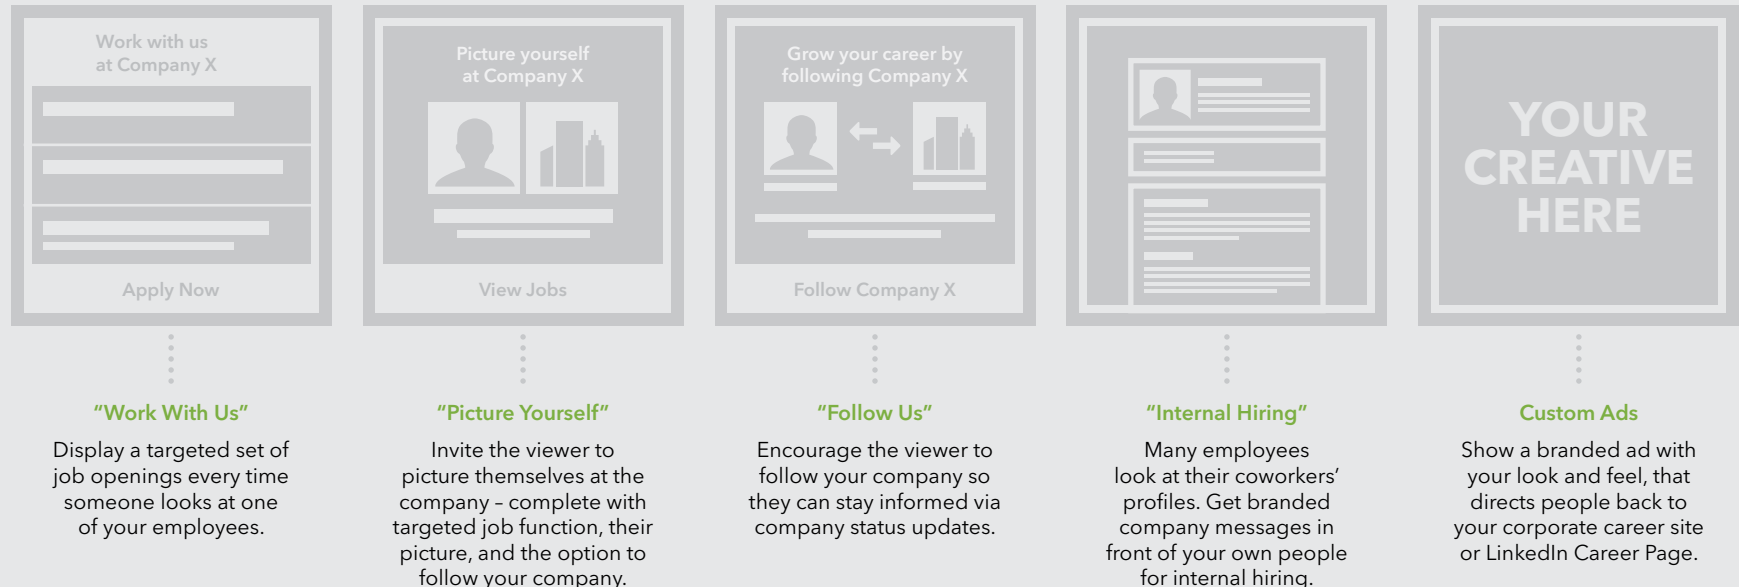 Work with us
at Company X
Apply Now
"Work With Us"
Display a targeted set of
job openings every time
someone looks at one
of your employees.
Picture yourself
at Company X
View Jobs
"Picture Yourself"
Invite the viewer to
picture themselves at the
company – complete with
targeted job function, their
picture, and the option to
follow your company.
Grow your career by
following Company X
Follow Company X
"Follow Us"
Encourage the viewer to
follow your company so
they can stay informed via
company status updates.
"Internal Hiring"
Many employees
look at their coworkers’
profiles. Get branded
company messages in
front of your own people
for internal hiring.
YOUR
CREATIVE
HERE
Custom Ads
Show a branded ad with
your look and feel, that
directs people back to
your corporate career site
or LinkedIn Career Page.